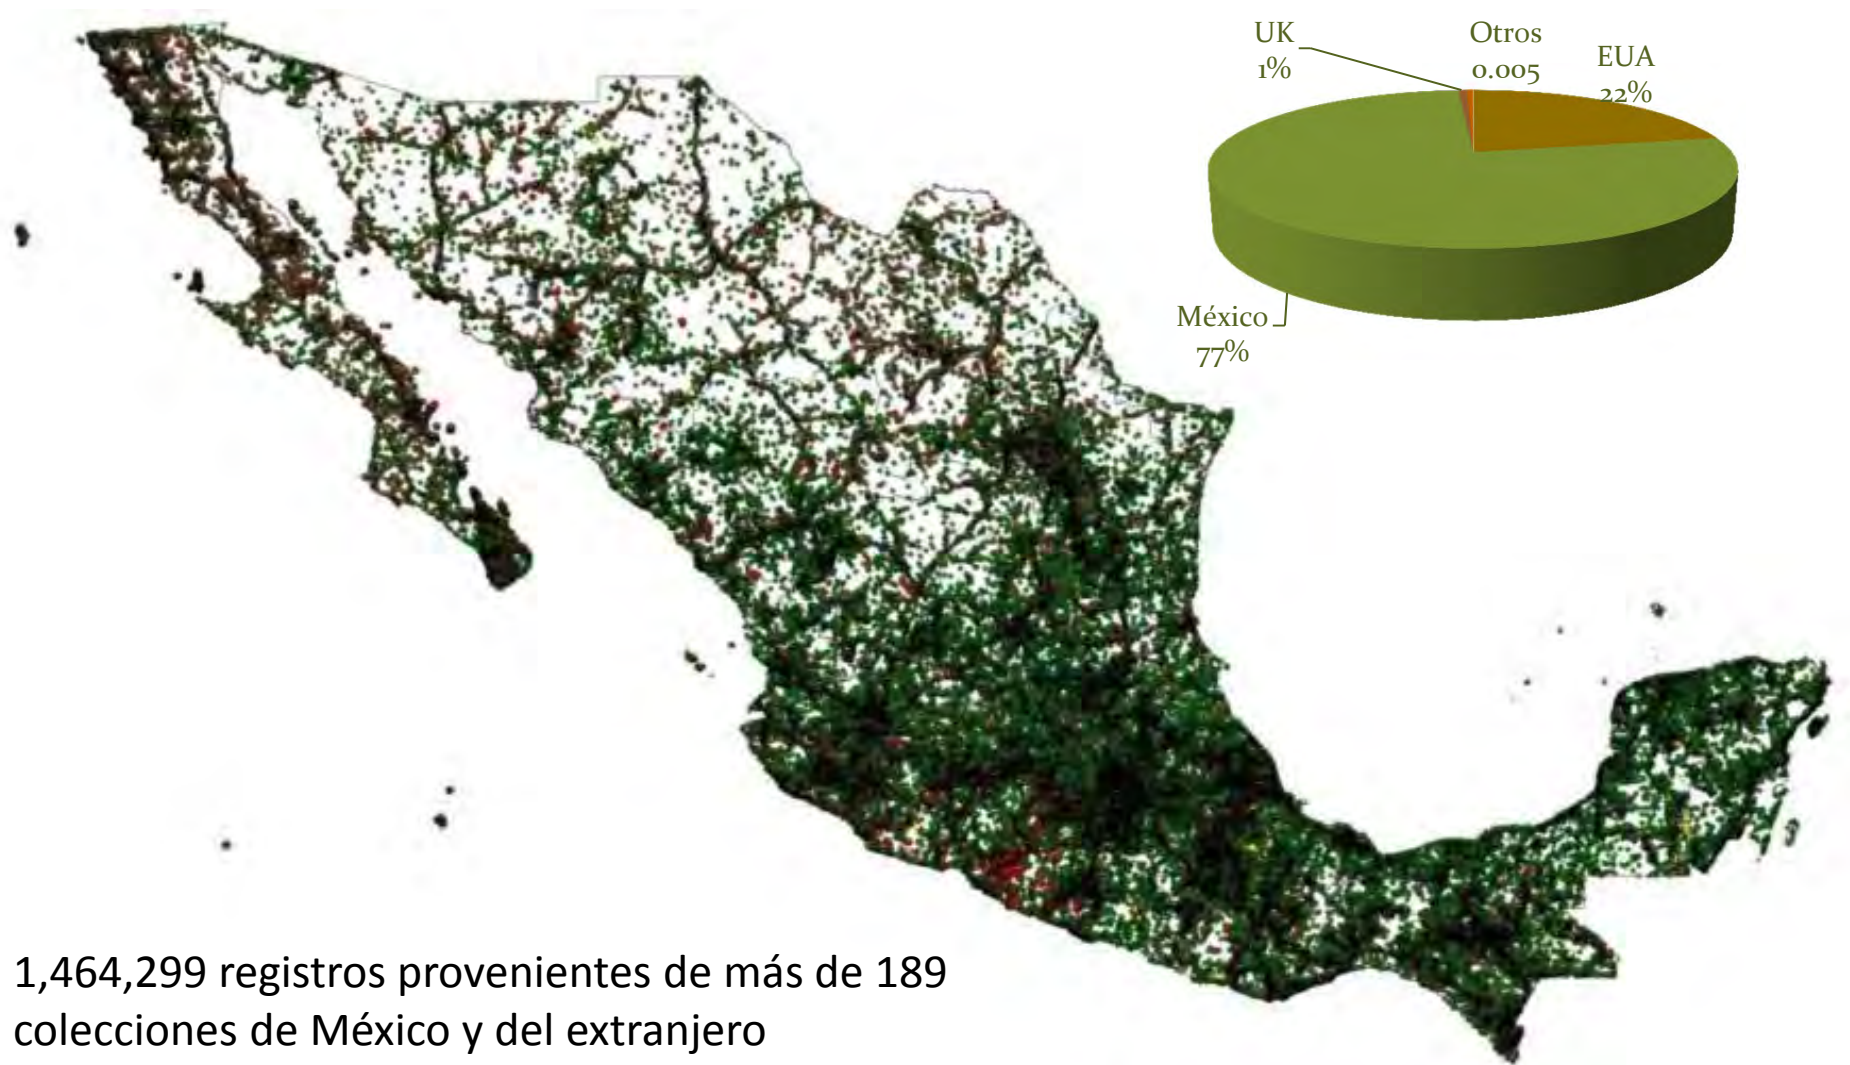 UK
1%
Otros
0.005
EUA
22%
México
77%
1,464,299 registros provenientes de más de 189
colecciones de México y del extranjero